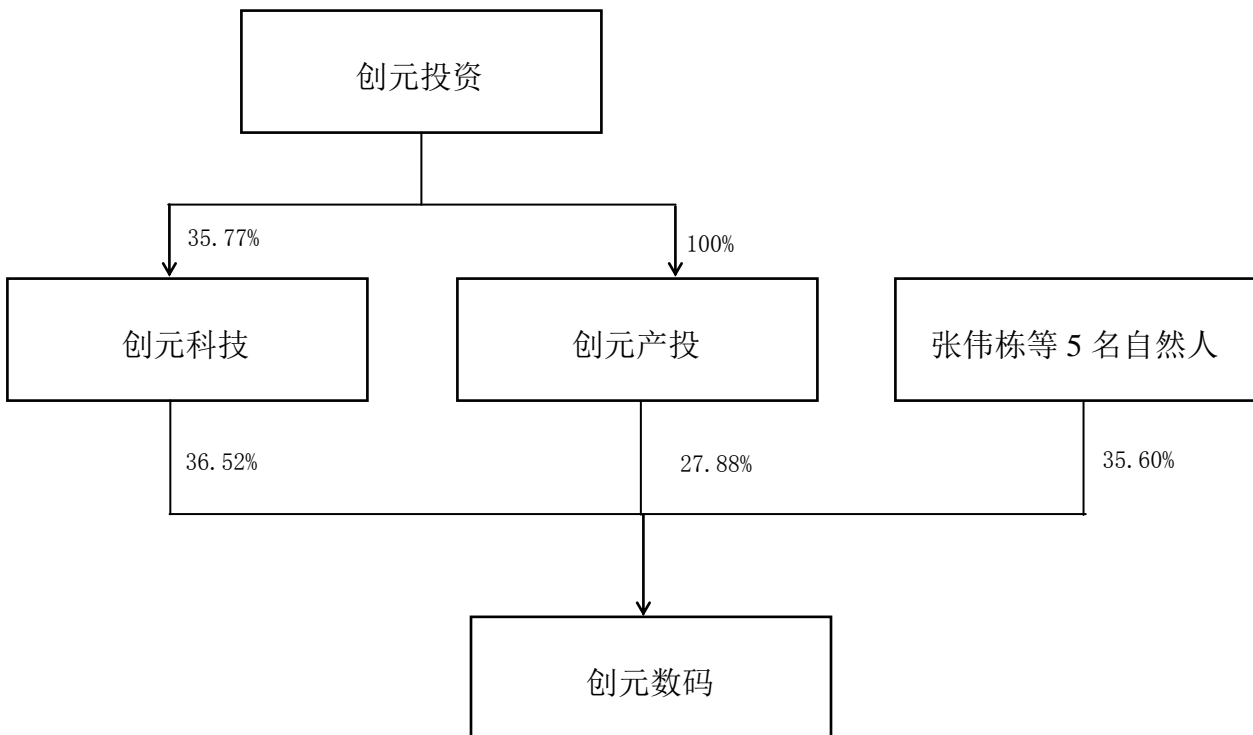 创元投资
35.77%
100%
创元科技
创元产投
张伟栋等 5 名自然人
36.52%
27.88%
35.60%
创元数码